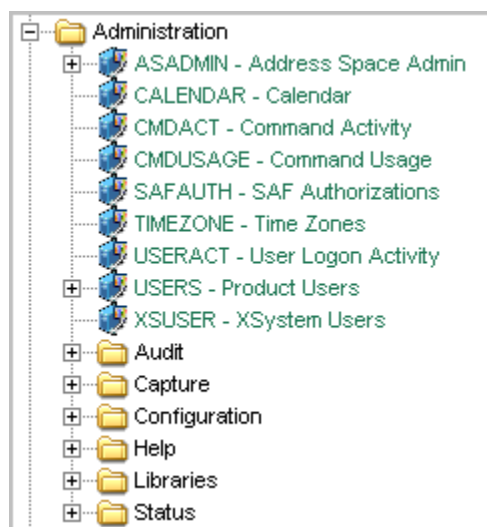 Administration
ASADMIN - Address Space Admin
CALENDAR - Calendar
CMDACT - Command Activity
CMDUSAGE - Command Usage
SAFAUTH - SAF Authorizations
TIMEZONE - Time Zones
USERACT - User Logon Activity
USERS - Product Users
XSUSER - XSystem Users
Audit
Capture
Configuration
Help
Libraries
Status